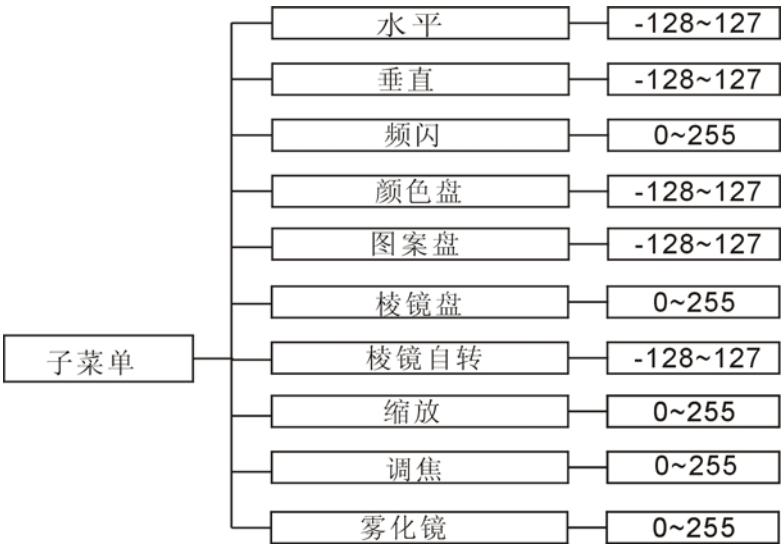 水平 -128~127
垂直 -128~127
频闪 0~255
颜色盘 -128~127
图案盘 -128~127
棱镜盘 0~255
子菜单
棱镜自转 -128~127
缩放 0~255
调焦 0~255
雾化镜 0~255